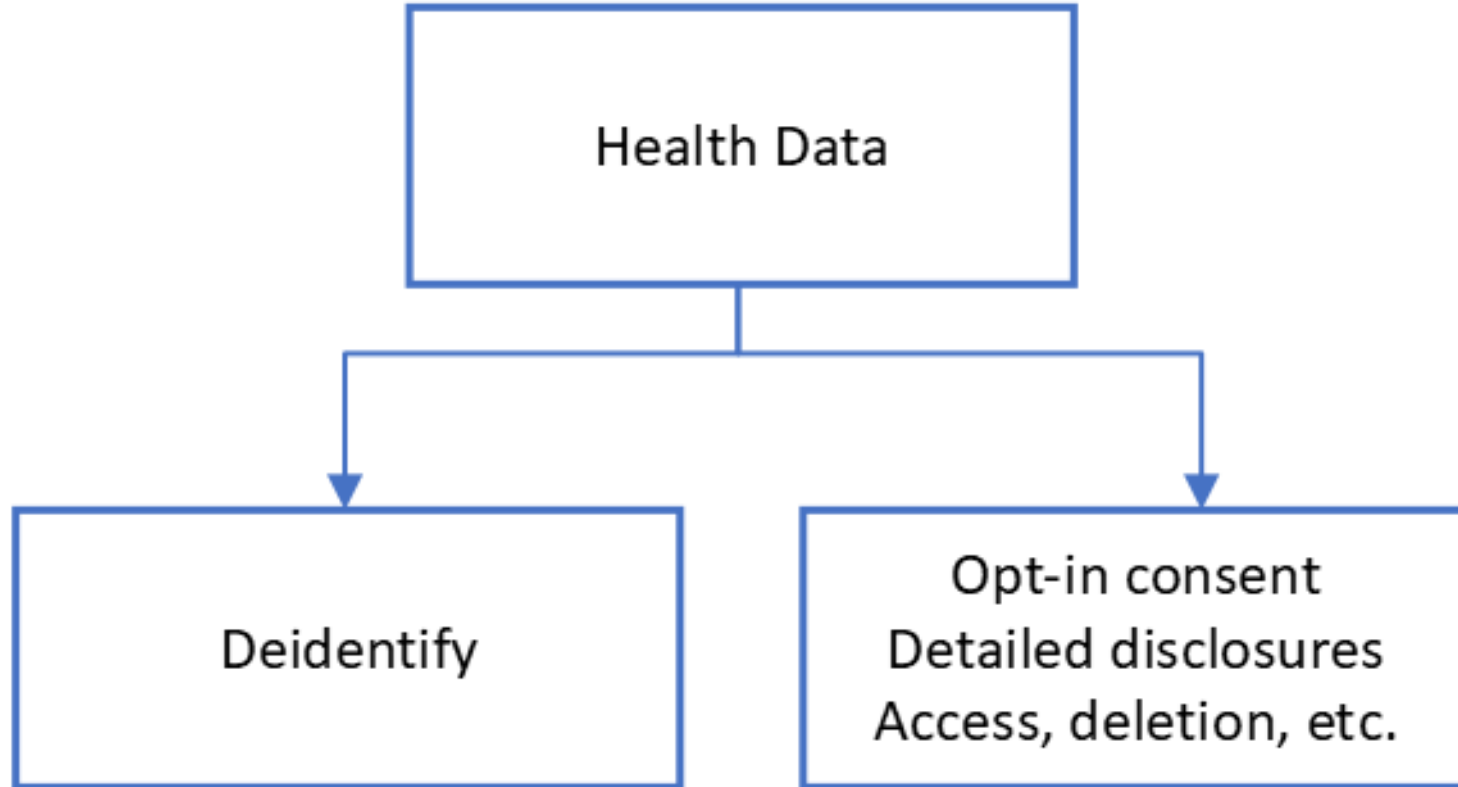 Health Data
Deidentify
Opt-in consent
Detailed disclosures
Access, deletion, etc.